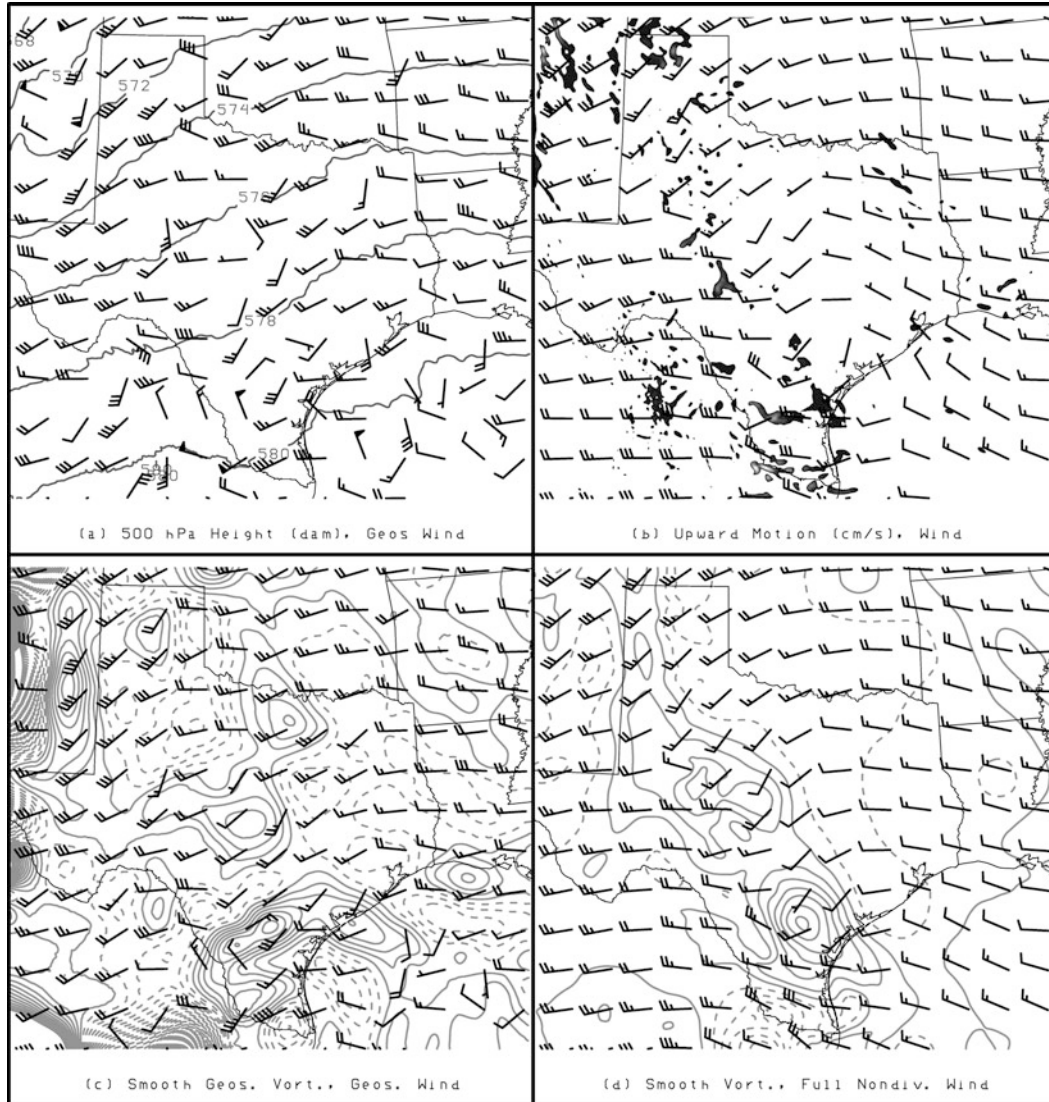 568
570
572
574
576
578
580
580
(a) 500 hPa Height (dam), Geos Wind
(b) Upward Motion (cm/s), Wind
(c) Smooth Geos. Vort., Geos. Wind
(d) Smooth Vort., Full Nondiv. Wind